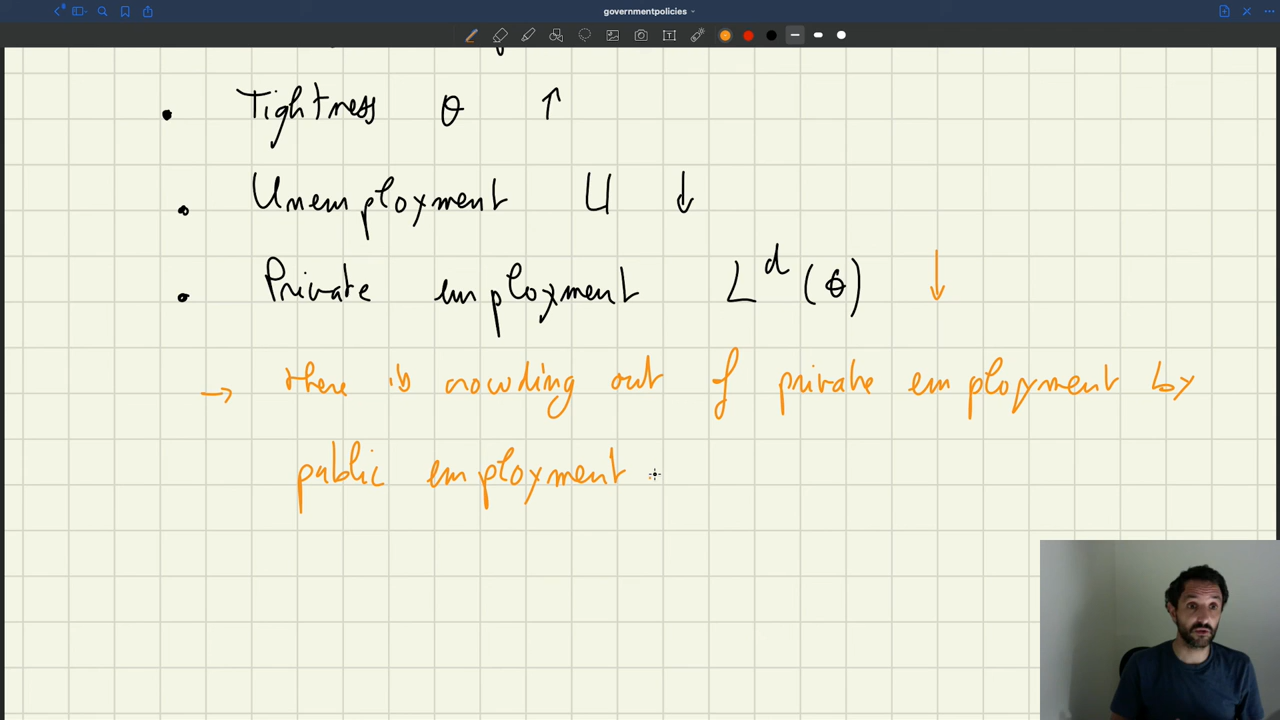 governmentpolicies
• Tightness θ ↑
• Unemployment U ↓
• Private employment L^d (θ) ↓
→ there is crowding out of private employment by
public employment